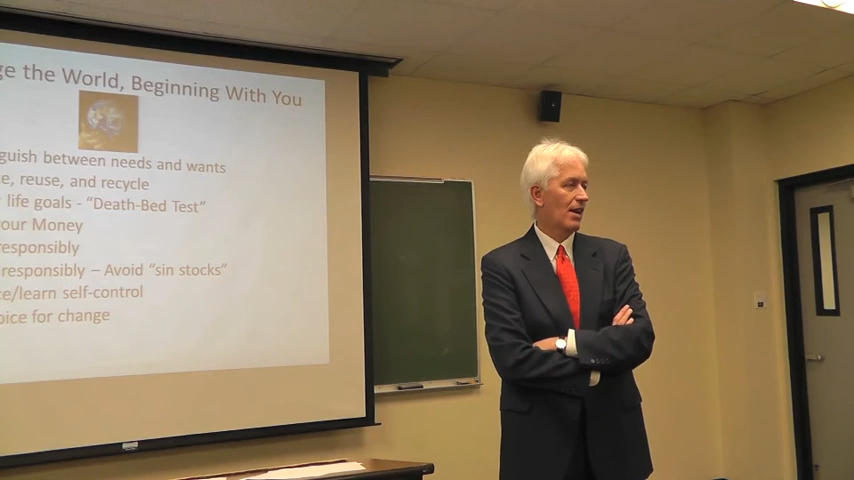 ge the World, Beginning With You
guish between needs and wants
e, reuse, and recycle
life goals - “Death-Bed Test”
our Money
responsibly
responsibly – Avoid “sin stocks”
ce/learn self-control
oice for change